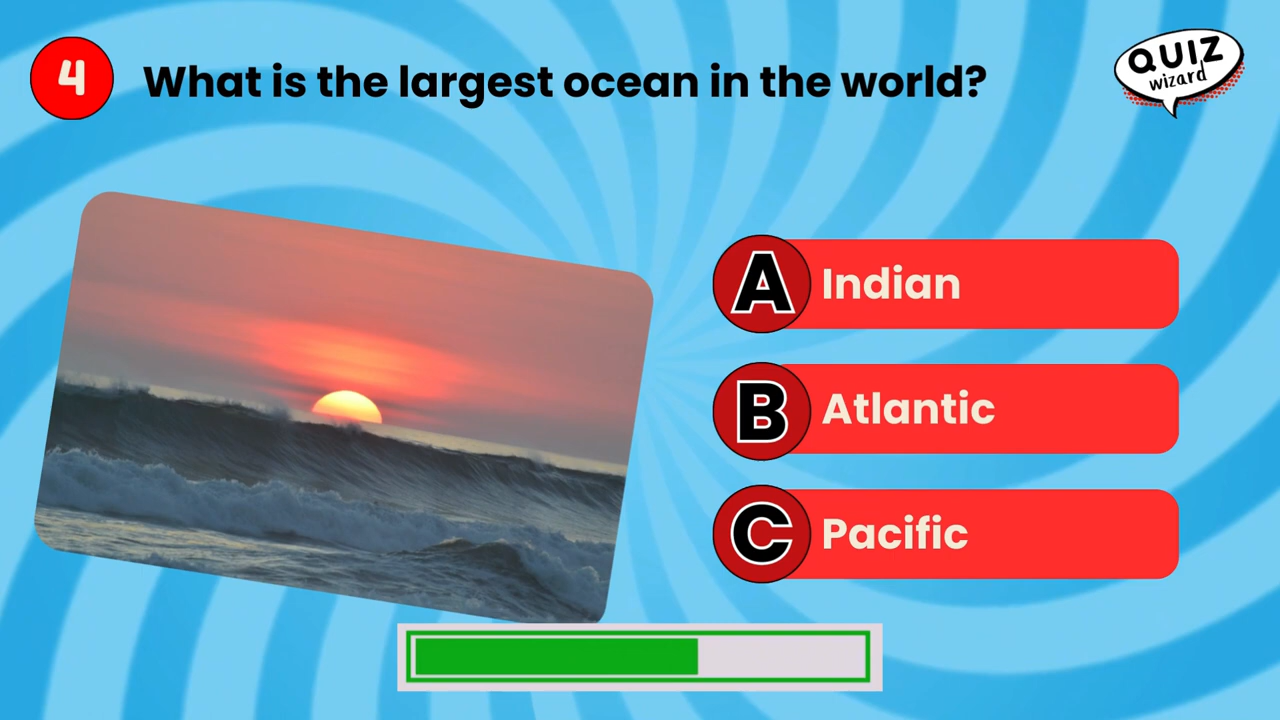 4
What is the largest ocean in the world?
QUIZ
wizard
A
Indian
B
Atlantic
C
Pacific